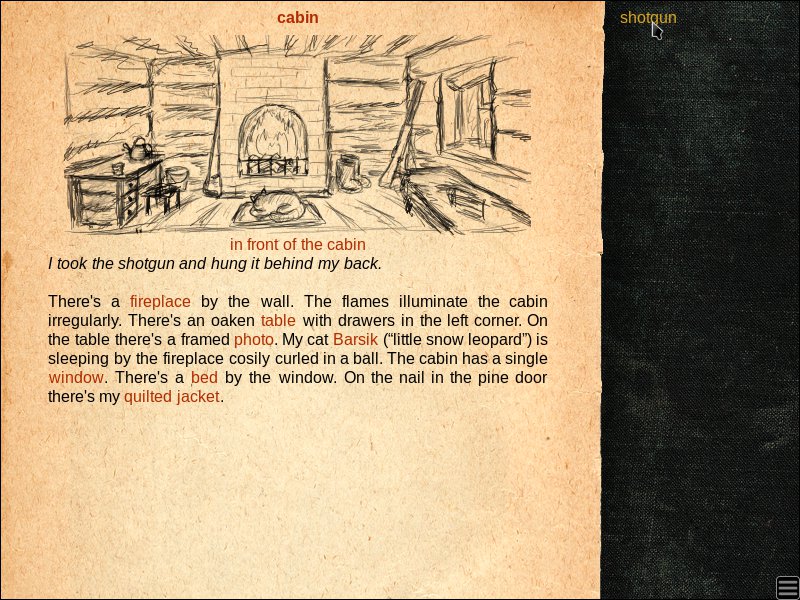 cabin
shotgun
in front of the cabin
I took the shotgun and hung it behind my back.
There's a fireplace by the wall. The flames illuminate the cabin
irregularly. There's an oaken table with drawers in the left corner. On
the table there's a framed photo. My cat Barsik (“little snow leopard”) is
sleeping by the fireplace cosily curled in a ball. The cabin has a single
window. There's a bed by the window. On the nail in the pine door
there's my quilted jacket.